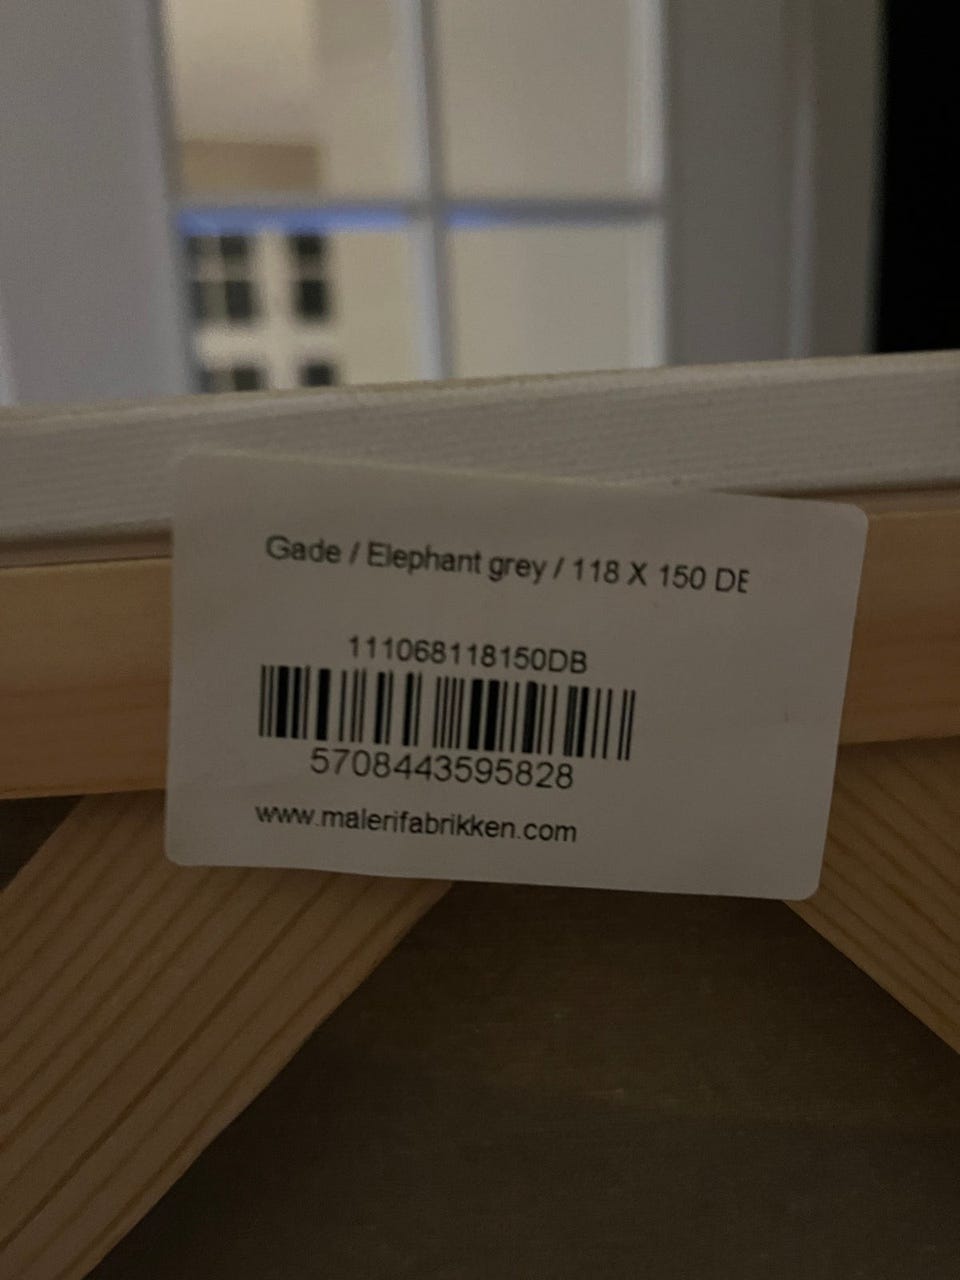 Gade / Elephant grey / 118 X 150 DE
111068118150DB
5708443595828
www.malerifabrikken.com